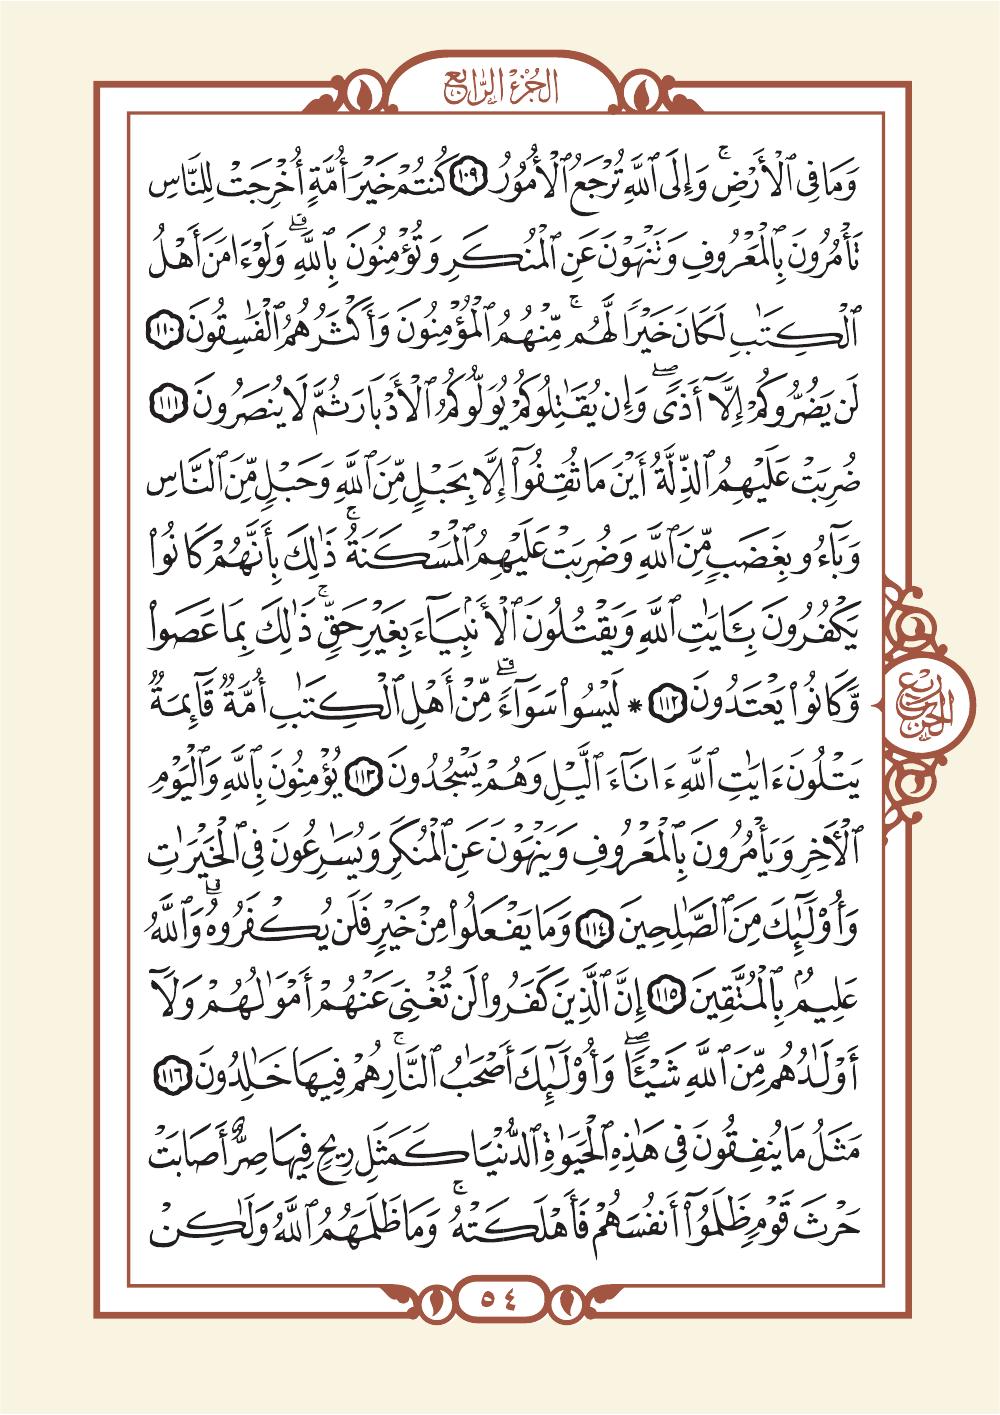 الجُزْءُ الرَّابِعُ
وَمَا فِى ٱلْأَرْضِ ۚ وَإِلَى ٱللَّهِ تُرْجَعُ ٱلْأُمُورُ ١٠٩ كُنتُمْ خَيْرَ أُمَّةٍ أُخْرِجَتْ لِلنَّاسِ
تَأْمُرُونَ بِٱلْمَعْرُوفِ وَتَنْهَوْنَ عَنِ ٱلْمُنكَرِ وَتُؤْمِنُونَ بِٱللَّهِ ۗ وَلَوْ ءَامَنَ أَهْلُ
ٱلْكِتَـٰبِ لَكَانَ خَيْرًا لَّهُم ۚ مِّنْهُمُ ٱلْمُؤْمِنُونَ وَأَكْثَرُهُمُ ٱلْفَـٰسِقُونَ ١١٠
لَن يَضُرُّوكُمْ إِلَّآ أَذًى ۖ وَإِن يُقَـٰتِلُوكُمْ يُوَلُّوكُمُ ٱلْأَدْبَارَ ثُمَّ لَا يُنصَرُونَ ١١١
ضُرِبَتْ عَلَيْهِمُ ٱلذِّلَّةُ أَيْنَ مَا ثُقِفُوٓا۟ إِلَّا بِحَبْلٍ مِّنَ ٱللَّهِ وَحَبْلٍ مِّنَ ٱلنَّاسِ
وَبَآءُو بِغَضَبٍ مِّنَ ٱللَّهِ وَضُرِبَتْ عَلَيْهِمُ ٱلْمَسْكَنَةُ ۚ ذَٰلِكَ بِأَنَّهُمْ كَانُوا۟
يَكْفُرُونَ بِـَٔايَـٰتِ ٱللَّهِ وَيَقْتُلُونَ ٱلْأَنۢبِيَآءَ بِغَيْرِ حَقٍّ ۚ ذَٰلِكَ بِمَا عَصَوا۟
وَّكَانُوا۟ يَعْتَدُونَ ١١٢ * لَيْسُوا۟ سَوَآءً ۗ مِّنْ أَهْلِ ٱلْكِتَـٰبِ أُمَّةٌ قَآئِمَةٌ
يَتْلُونَ ءَايَـٰتِ ٱللَّهِ ءَانَآءَ ٱلَّيْلِ وَهُمْ يَسْجُدُونَ ١١٣ يُؤْمِنُونَ بِٱللَّهِ وَٱلْيَوْمِ
ٱلْـَٔاخِرِ وَيَأْمُرُونَ بِٱلْمَعْرُوفِ وَيَنْهَوْنَ عَنِ ٱلْمُنكَرِ وَيُسَـٰرِعُونَ فِى ٱلْخَيْرَٰتِ
وَأُو۟لَـٰٓئِكَ مِنَ ٱلصَّـٰلِحِينَ ١١٤ وَمَا يَفْعَلُوا۟ مِنْ خَيْرٍ فَلَن يُكْفَرُوهُ ۗ وَٱللَّهُ
عَلِيمٌۢ بِٱلْمُتَّقِينَ ١١٥ إِنَّ ٱلَّذِينَ كَفَرُوا۟ لَن تُغْنِىَ عَنْهُمْ أَمْوَٰلُهُمْ وَلَآ
أَوْلَـٰدُهُم مِّنَ ٱللَّهِ شَيْـًٔا ۖ وَأُو۟لَـٰٓئِكَ أَصْحَـٰبُ ٱلنَّارِ ۚ هُمْ فِيهَا خَـٰلِدُونَ ١١٦
مَثَلُ مَا يُنفِقُونَ فِى هَـٰذِهِ ٱلْحَيَوٰةِ ٱلدُّنْيَا كَمَثَلِ رِيحٍ فِيهَا صِرٌّ أَصَابَتْ
حَرْثَ قَوْمٍ ظَلَمُوٓا۟ أَنفُسَهُمْ فَأَهْلَكَتْهُ ۚ وَمَا ظَلَمَهُمُ ٱللَّهُ وَلَـٰكِنْ
رُبْعُ الحِزْبِ
٥٤